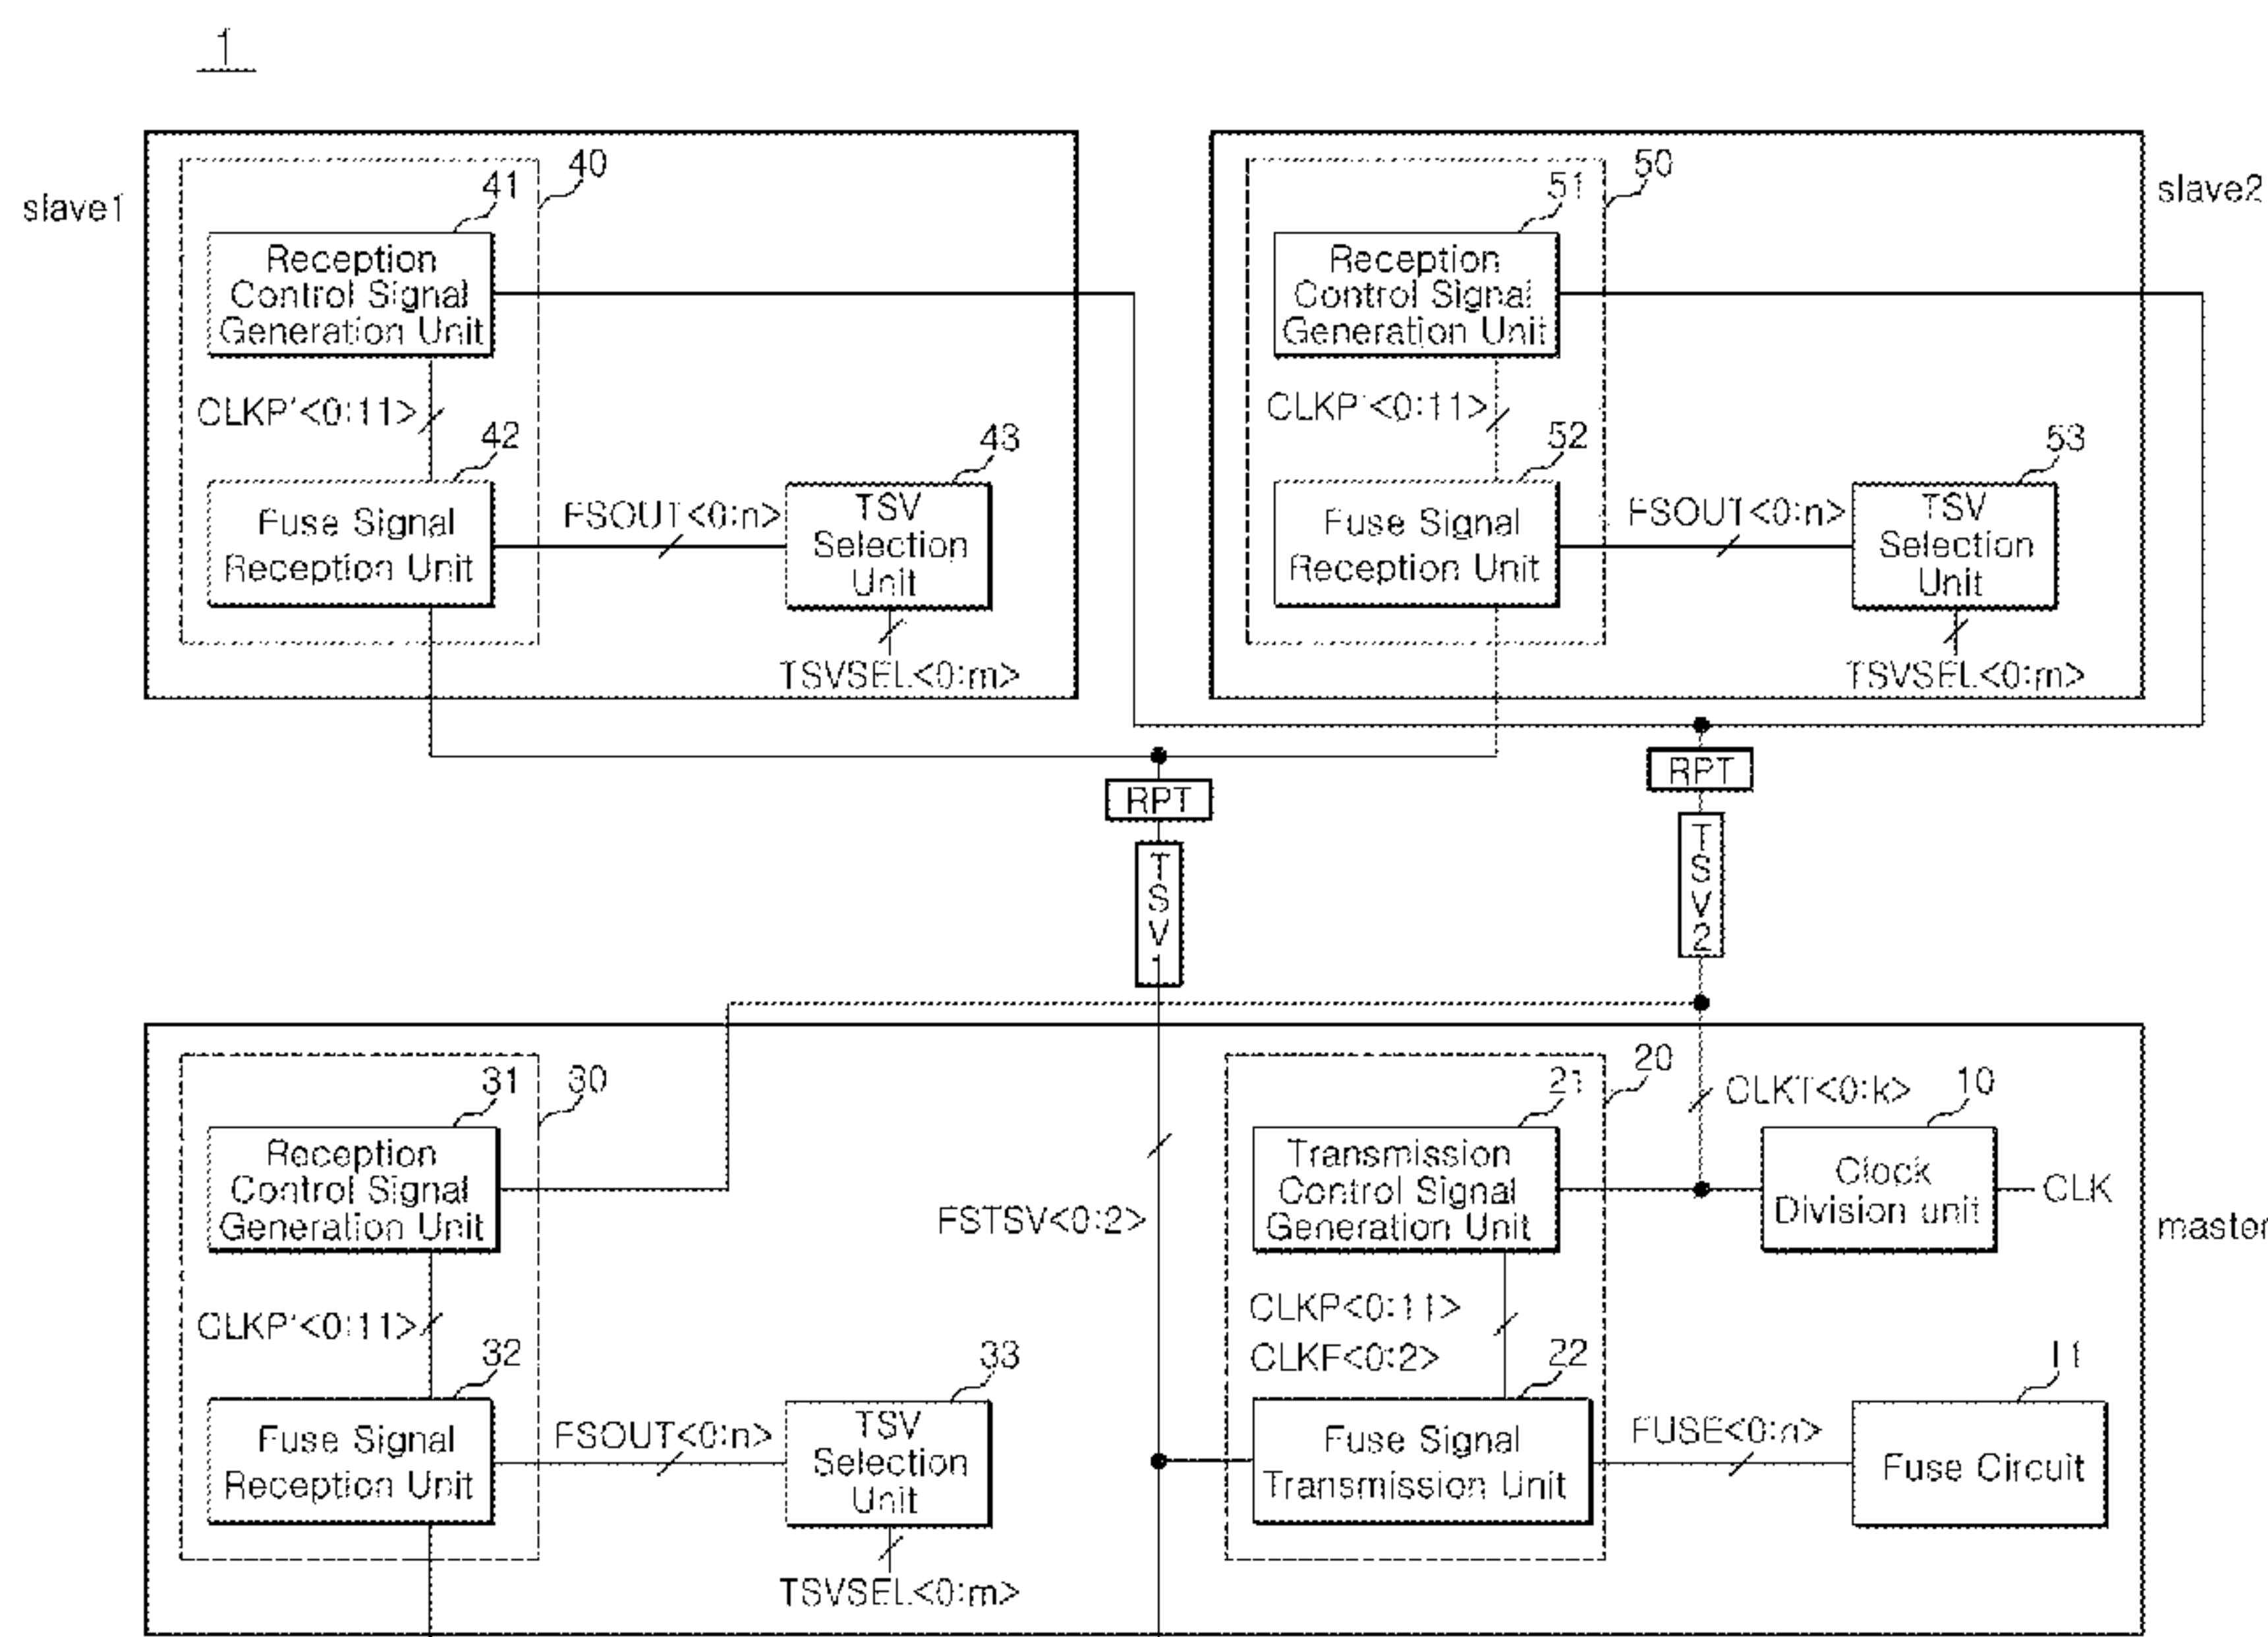 1
slave1
40
41
Reception
Control Signal
Generation Unit
CLKP'<0:11>
42
Fuse Signal
Reception Unit
FSOUT<0:n>
43
TSV
Selection
Unit
TSVSEL<0:m>
slave2
50
51
Reception
Control Signal
Generation Unit
CLKP'<0:11>
52
Fuse Signal
Reception Unit
FSOUT<0:n>
53
TSV
Selection
Unit
TSVSEL<0:m>
RPT
RPT
TSV1
TSV2
master
30
31
Reception
Control Signal
Generation Unit
CLKP'<0:11>
32
Fuse Signal
Reception Unit
FSOUT<0:n>
33
TSV
Selection
Unit
TSVSEL<0:m>
FSTSV<0:2>
20
21
Transmission
Control Signal
Generation Unit
CLKP<0:11>
CLKF<0:2>
22
Fuse Signal
Transmission Unit
CLKT<0:k>
10
Clock
Division unit
CLK
FUSE<0:n>
11
Fuse Circuit